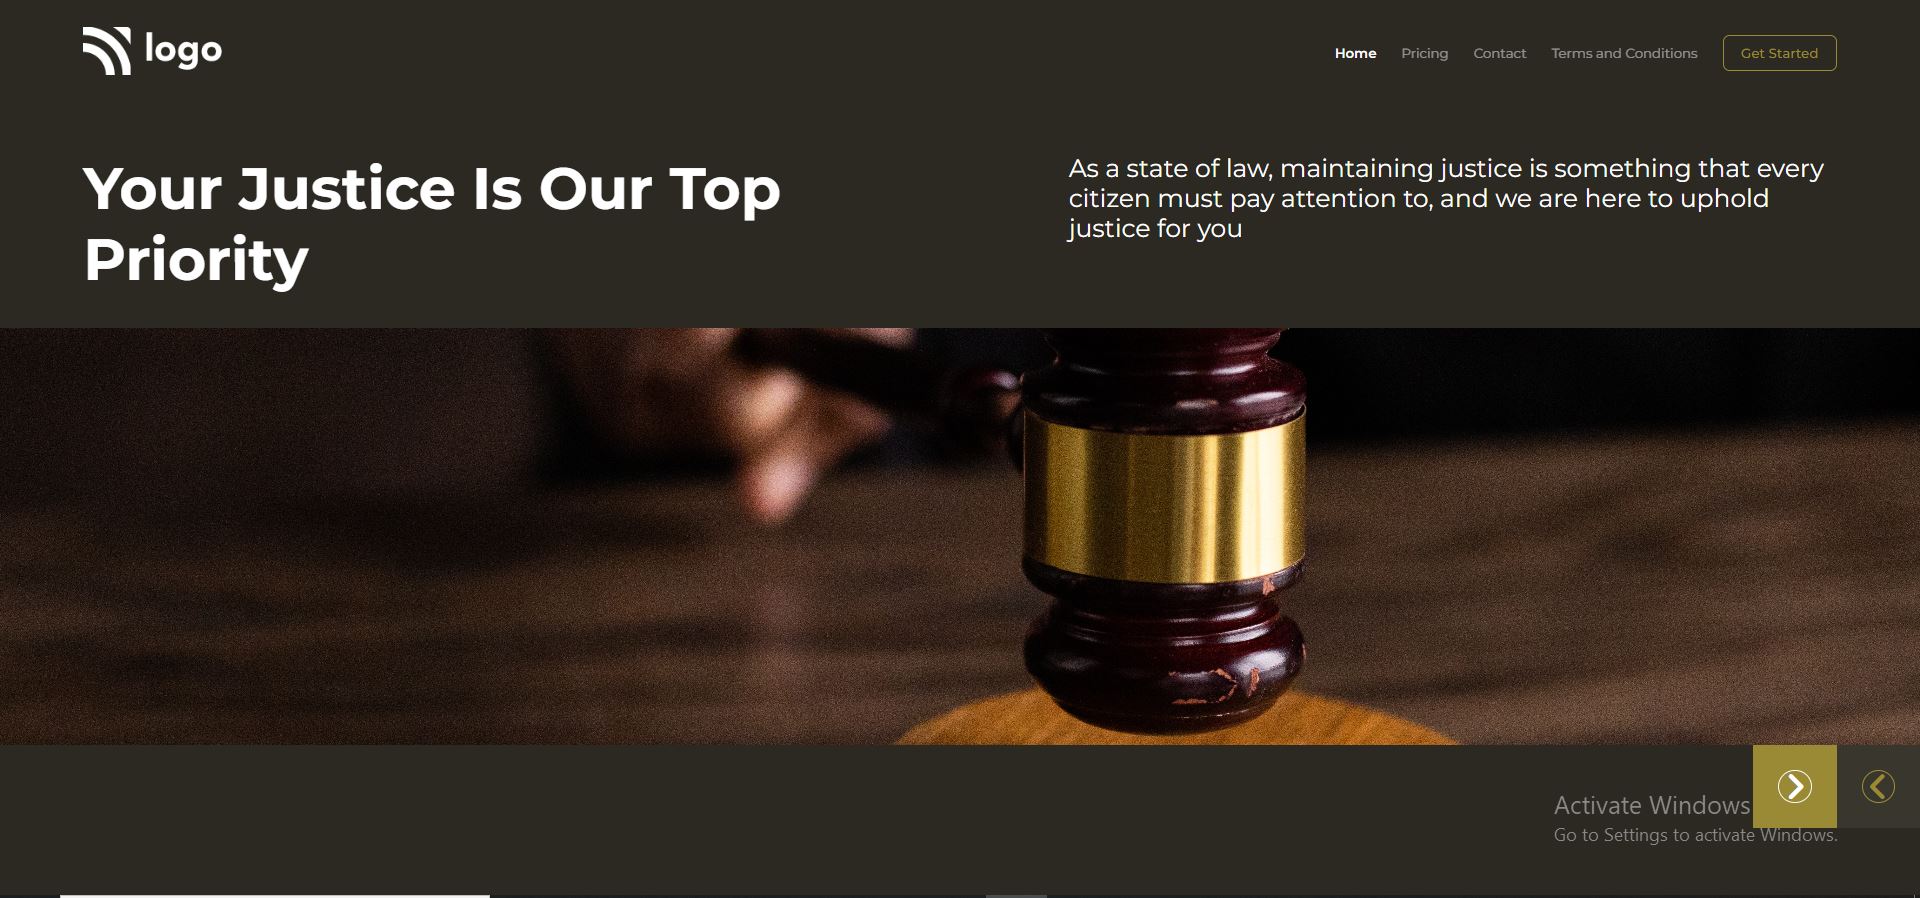 logo
Home Pricing Contact Terms and Conditions Get Started
Your Justice Is Our Top
Priority
As a state of law, maintaining justice is something that every
citizen must pay attention to, and we are here to uphold
justice for you
Activate Windows
Go to Settings to activate Windows.